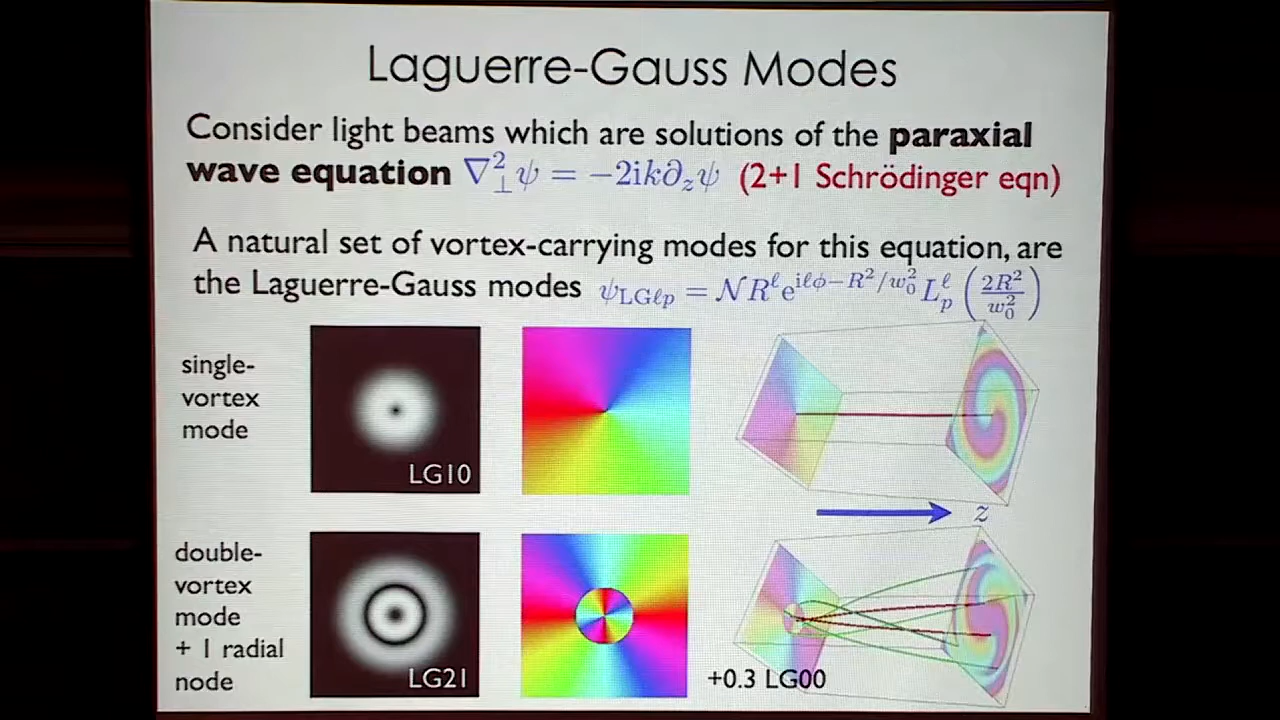 Laguerre-Gauss Modes
Consider light beams which are solutions of the paraxial
wave equation ∇²⊥ψ = −2ik∂zψ (2+1 Schrödinger eqn)
A natural set of vortex-carrying modes for this equation, are
the Laguerre-Gauss modes ψLGℓp = 𝒩R^ℓ e^(iℓϕ−R²/w₀²) L_p^ℓ (2R²/w₀²)
single-
vortex
mode
LG10
z
double-
vortex
mode
+ 1 radial
node
LG21
+0.3 LG00